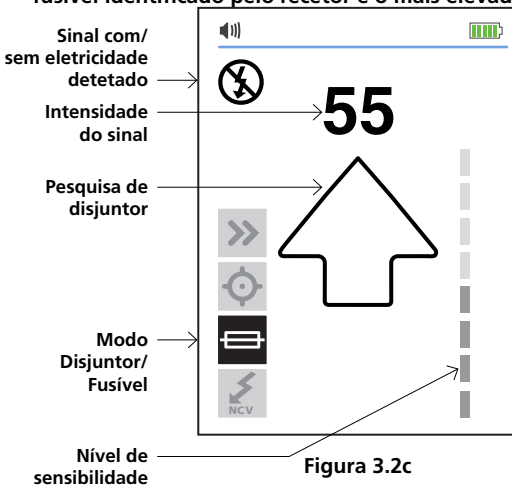 fusível identificado pelo recetor é o mais elevad
Sinal com/
sem eletricidade
detetado
Intensidade
do sinal
Pesquisa de
disjuntor
Modo
Disjuntor/
Fusível
Nível de
sensibilidade
55
NCV
Figura 3.2c